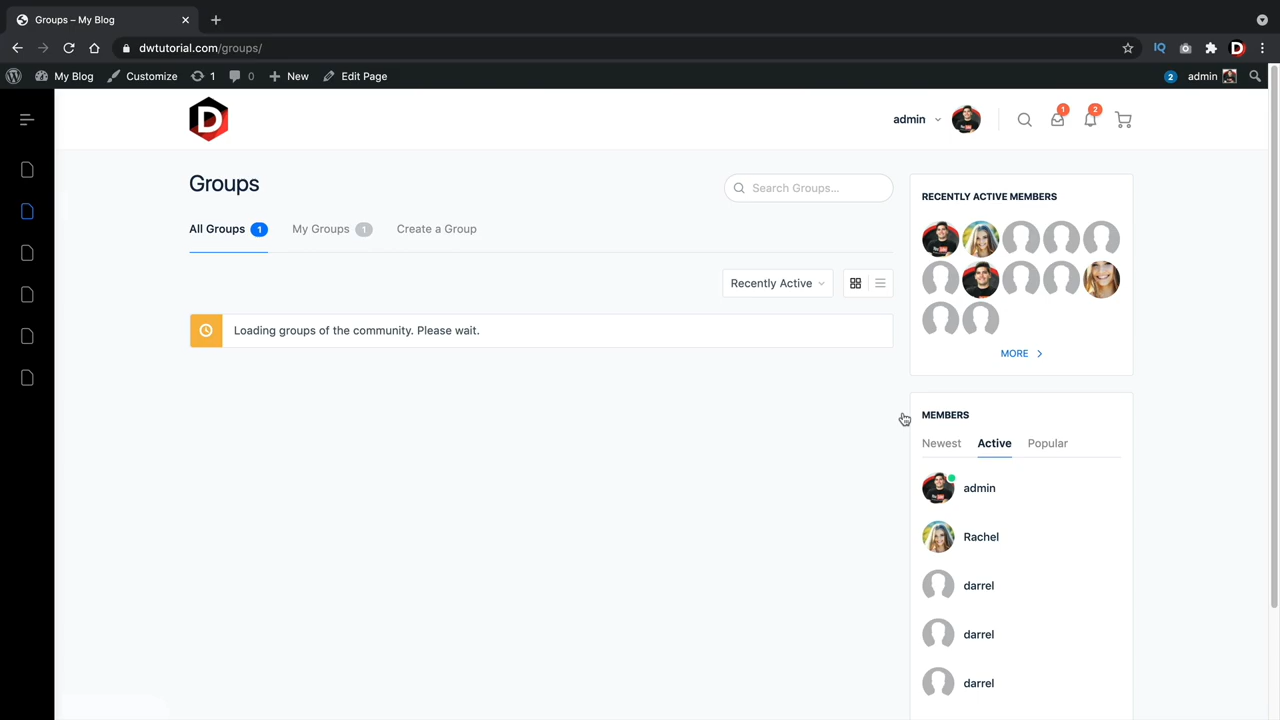 Groups – My Blog
dwtutorial.com/groups/
IQ
D
My Blog
Customize
1
0
New
Edit Page
2
admin
D
admin
1
2
Groups
Search Groups...
All Groups 1
My Groups 1
Create a Group
Recently Active
Loading groups of the community. Please wait.
RECENTLY ACTIVE MEMBERS
MORE
MEMBERS
Newest
Active
Popular
admin
Rachel
darrel
darrel
darrel